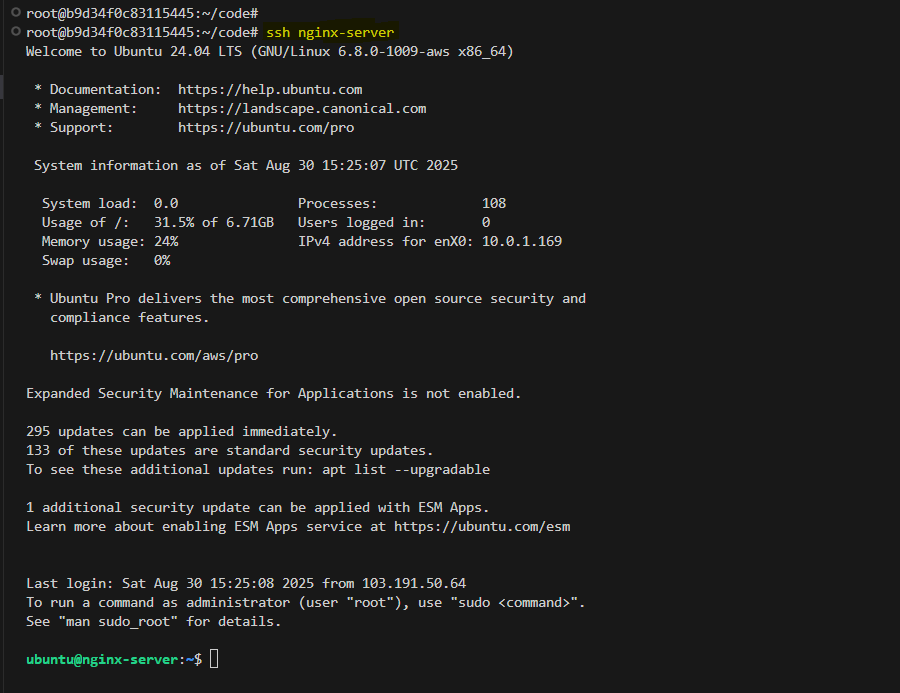 root@b9d34f0c83115445:~/code#
root@b9d34f0c83115445:~/code# ssh nginx-server
Welcome to Ubuntu 24.04 LTS (GNU/Linux 6.8.0-1009-aws x86_64)
* Documentation:  https://help.ubuntu.com
* Management:     https://landscape.canonical.com
* Support:        https://ubuntu.com/pro
System information as of Sat Aug 30 15:25:07 UTC 2025
System load:  0.0               Processes:             108
Usage of /:   31.5% of 6.71GB   Users logged in:       0
Memory usage: 24%               IPv4 address for enX0: 10.0.1.169
Swap usage:   0%
* Ubuntu Pro delivers the most comprehensive open source security and
compliance features.
https://ubuntu.com/aws/pro
Expanded Security Maintenance for Applications is not enabled.
295 updates can be applied immediately.
133 of these updates are standard security updates.
To see these additional updates run: apt list --upgradable
1 additional security update can be applied with ESM Apps.
Learn more about enabling ESM Apps service at https://ubuntu.com/esm
Last login: Sat Aug 30 15:25:08 2025 from 103.191.50.64
To run a command as administrator (user "root"), use "sudo <command>".
See "man sudo_root" for details.
ubuntu@nginx-server:~$